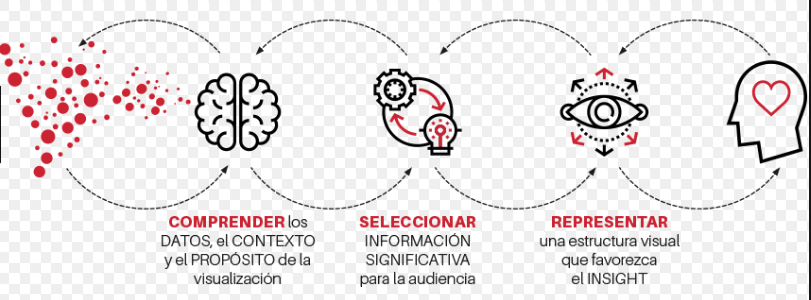 COMPRENDER los
DATOS, el CONTEXTO
y el PROPÓSITO de la
visualización
SELECCIONAR
INFORMACIÓN
SIGNIFICATIVA
para la audiencia
REPRESENTAR
una estructura visual
que favorezca
el INSIGHT